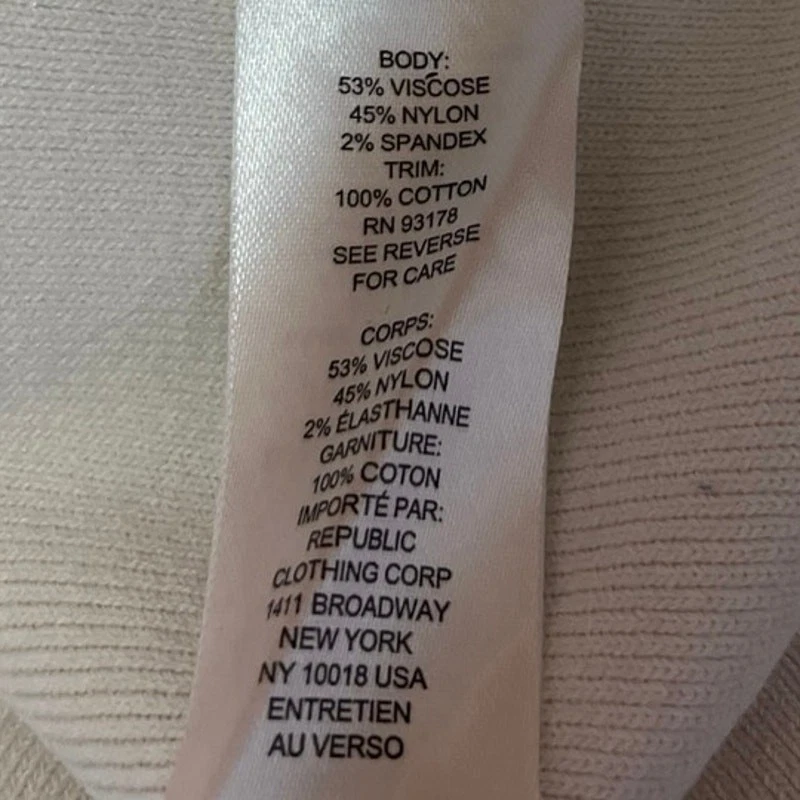 BODY:
53% VISCOSE
45% NYLON
2% SPANDEX
TRIM:
100% COTTON
RN 93178
SEE REVERSE
FOR CARE
CORPS:
53% VISCOSE
45% NYLON
2% ÉLASTHANNE
GARNITURE:
100% COTON
IMPORTÉ PAR:
REPUBLIC
CLOTHING CORP
1411 BROADWAY
NEW YORK
NY 10018 USA
ENTRETIEN
AU VERSO